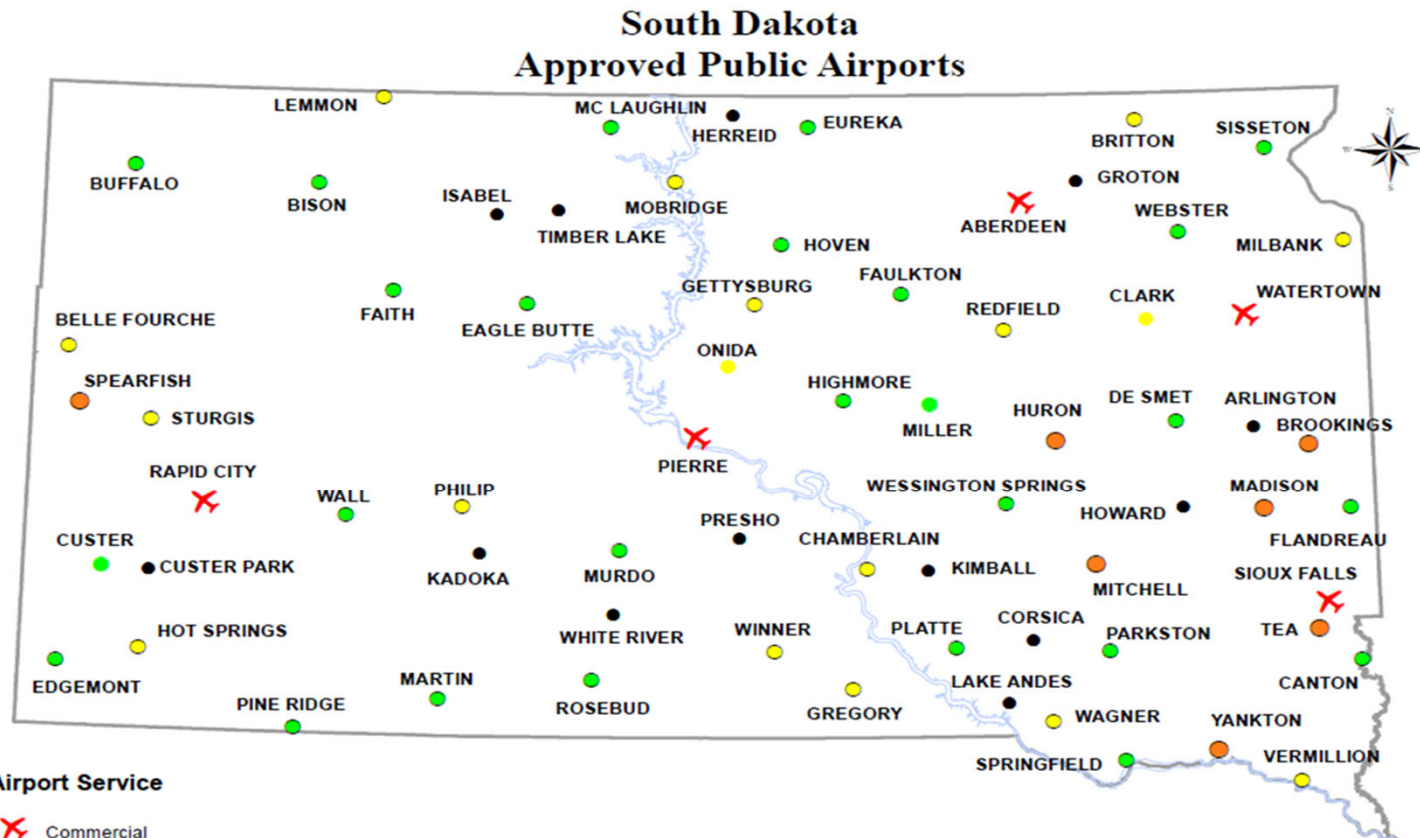 South Dakota
Approved Public Airports
LEMMON
MC LAUGHLIN
HERREID
EUREKA
BRITTON
SISSETON
N
W
S
BUFFALO
BISON
ISABEL
TIMBER LAKE
MOBRIDGE
GROTON
ABERDEEN
WEBSTER
MILBANK
HOVEN
FAITH
EAGLE BUTTE
GETTYSBURG
FAULKTON
REDFIELD
CLARK
WATERTOWN
BELLE FOURCHE
ONIDA
SPEARFISH
STURGIS
HIGHMORE
MILLER
HURON
DE SMET
ARLINGTON
BROOKINGS
RAPID CITY
PIERRE
WALL
PHILIP
WESSINGTON SPRINGS
HOWARD
MADISON
FLANDREAU
CUSTER
CUSTER PARK
KADOKA
MURDO
PRESHO
CHAMBERLAIN
KIMBALL
MITCHELL
SIOUX FALLS
HOT SPRINGS
WHITE RIVER
WINNER
PLATTE
CORSICA
PARKSTON
TEA
EDGEMONT
PINE RIDGE
MARTIN
ROSEBUD
GREGORY
LAKE ANDES
WAGNER
CANTON
YANKTON
SPRINGFIELD
VERMILLION
Airport Service
Commercial